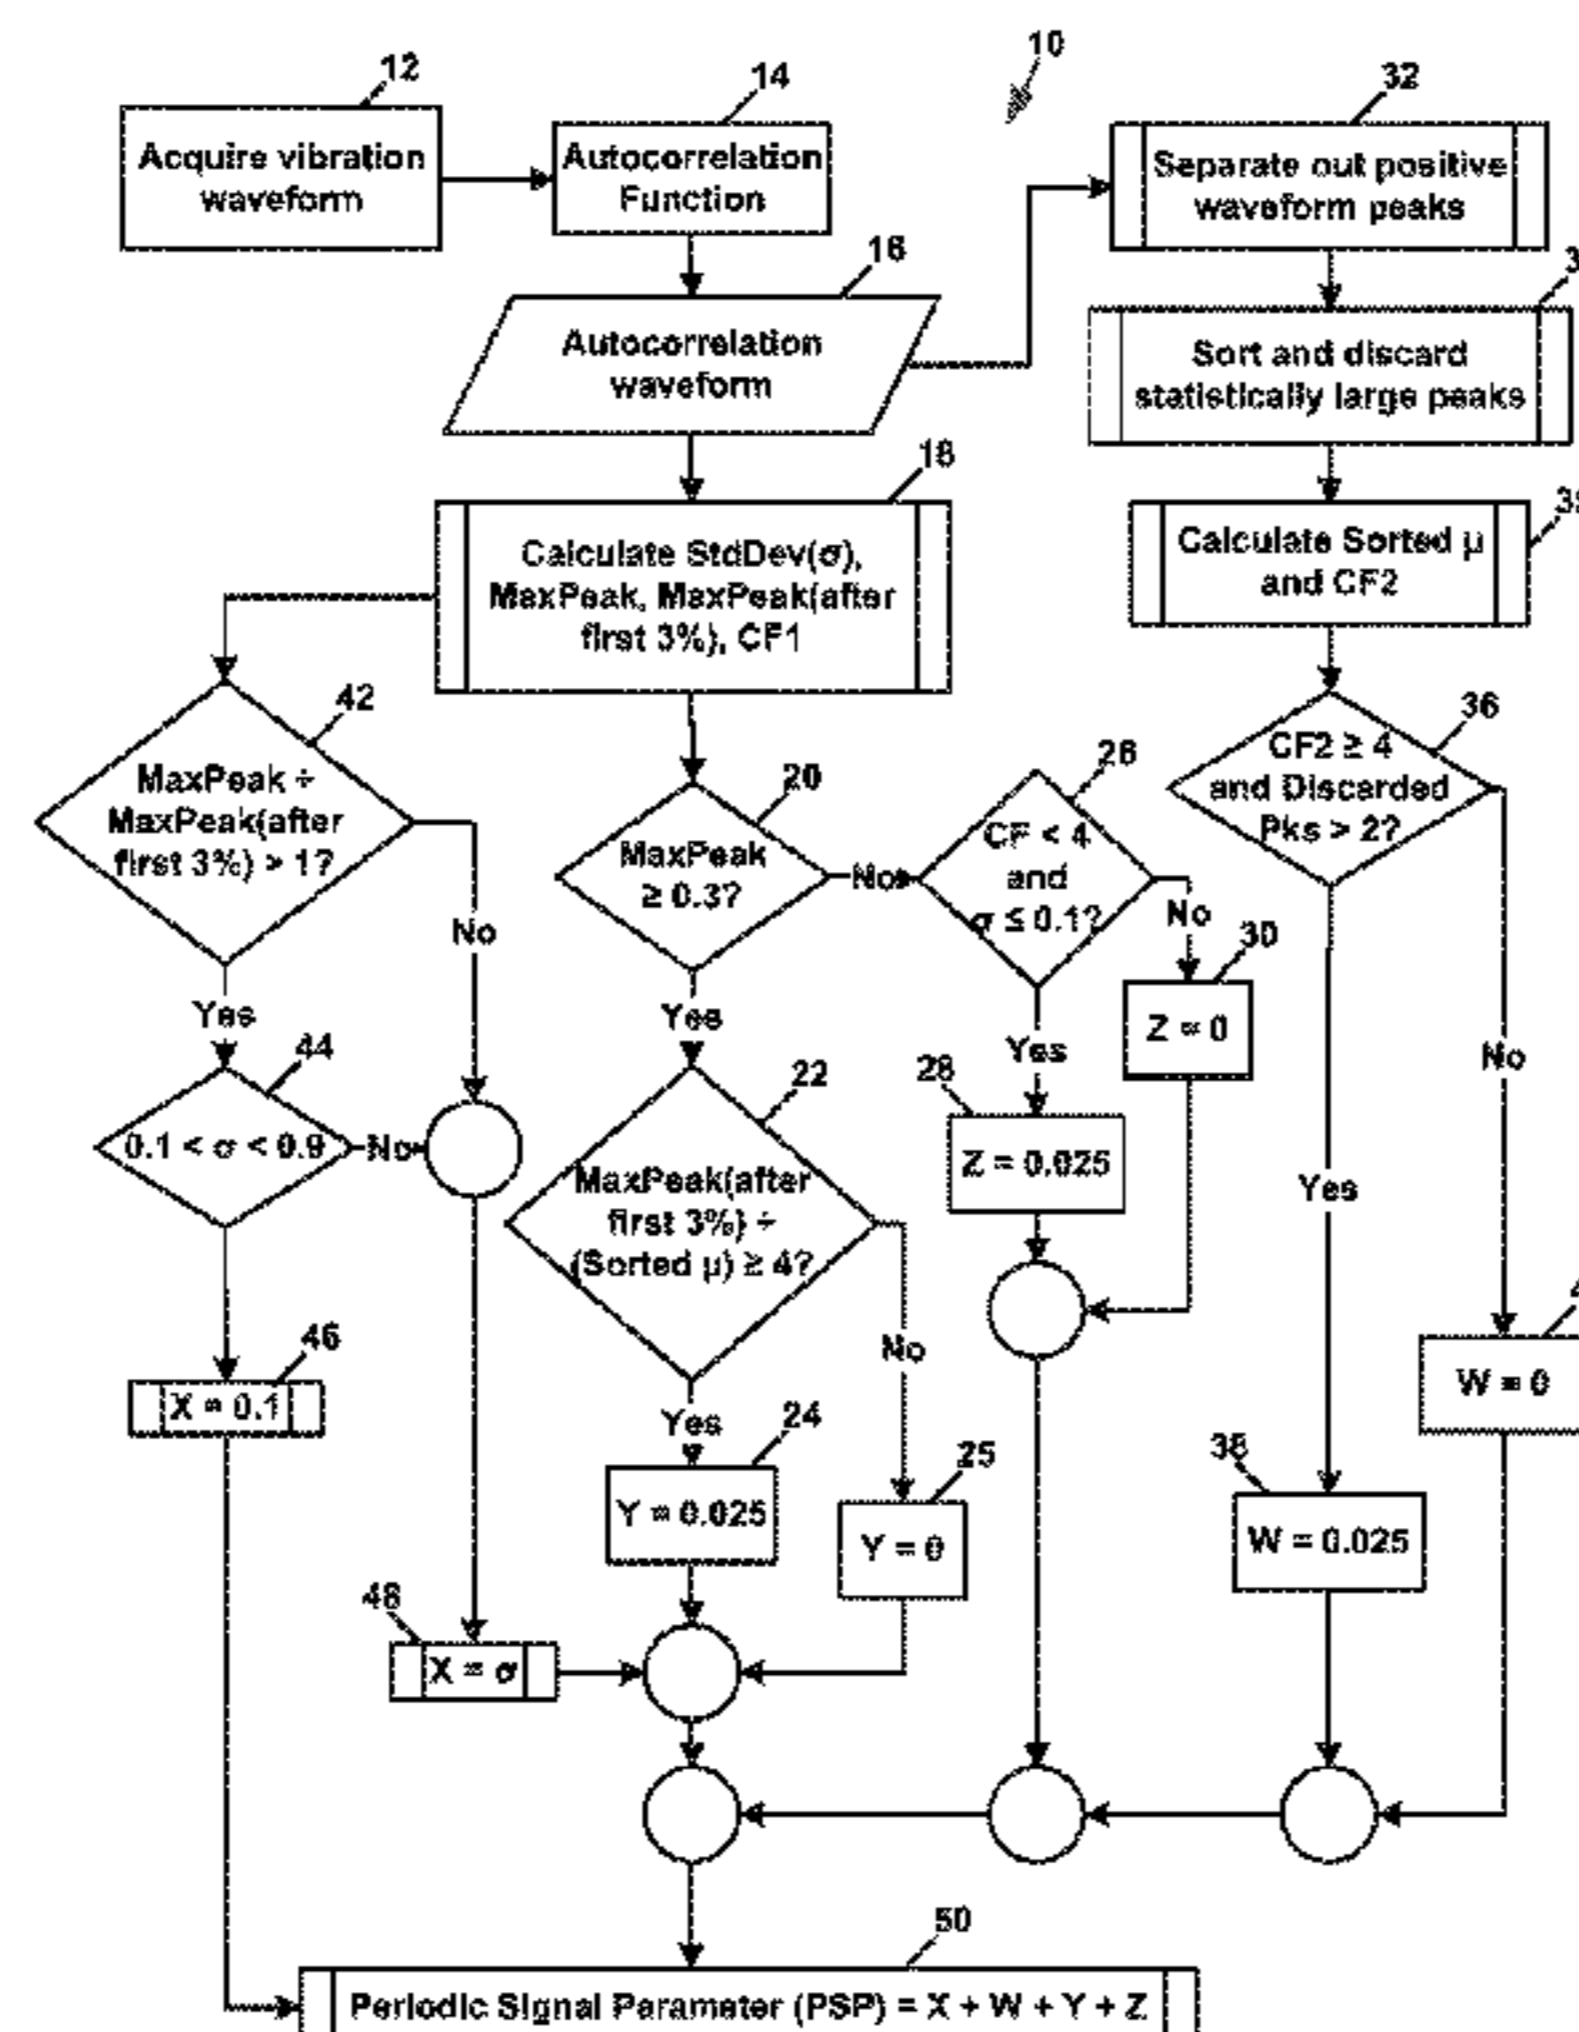 10
12
Acquire vibration
waveform
14
Autocorrelation
Function
16
Autocorrelation
waveform
18
Calculate StdDev(σ),
MaxPeak, MaxPeak(after
first 3%), CF1
32
Separate out positive
waveform peaks
Sort and discard
statistically large peaks
Calculate Sorted μ
and CF2
36
CF2 ≥ 4
and Discarded
Pks > 2?
42
MaxPeak ÷
MaxPeak(after
first 3%) > 1?
No
Yes
20
MaxPeak
≥ 0.3?
No
Yes
26
CF < 4
and
σ ≤ 0.1?
No
Yes
30
Z = 0
28
Z = 0.025
44
0.1 < σ < 0.9
No
22
MaxPeak(after
first 3%) ÷
(Sorted μ) ≥ 4?
No
Yes
No
Yes
46
X = 0.1
24
Y = 0.025
25
Y = 0
38
W = 0.025
W = 0
48
X = σ
50
Periodic Signal Parameter (PSP) = X + W + Y + Z